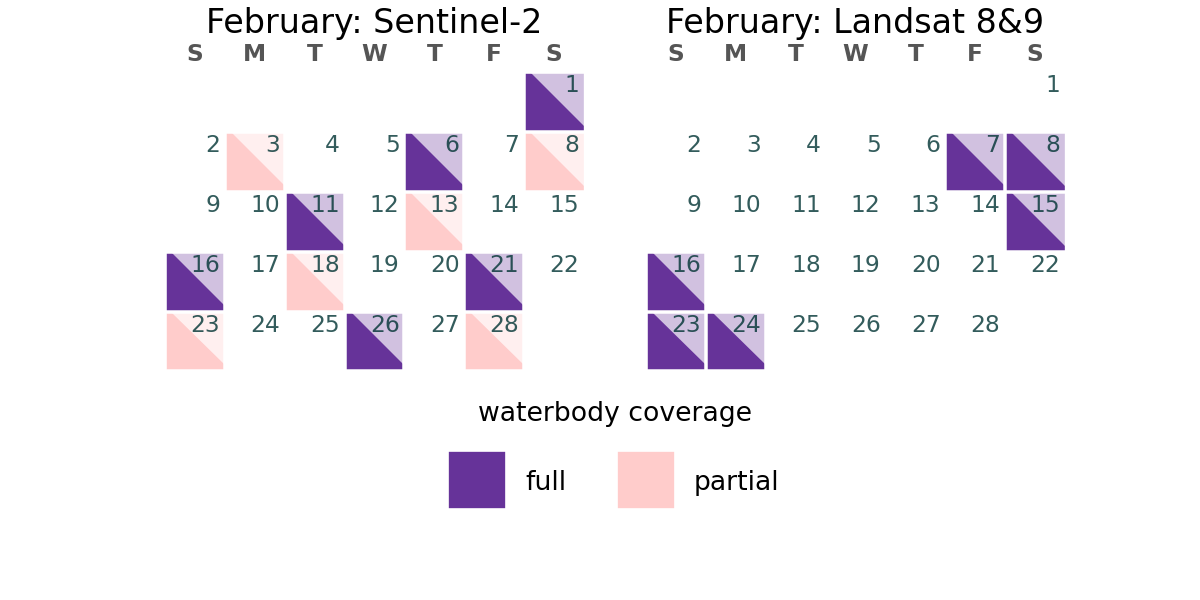 February: Sentinel-2
S M T W T F S
1
2 3 4 5 6 7 8
9 10 11 12 13 14 15
16 17 18 19 20 21 22
23 24 25 26 27 28
February: Landsat 8&9
S M T W T F S
1
2 3 4 5 6 7 8
9 10 11 12 13 14 15
16 17 18 19 20 21 22
23 24 25 26 27 28
waterbody coverage
full partial